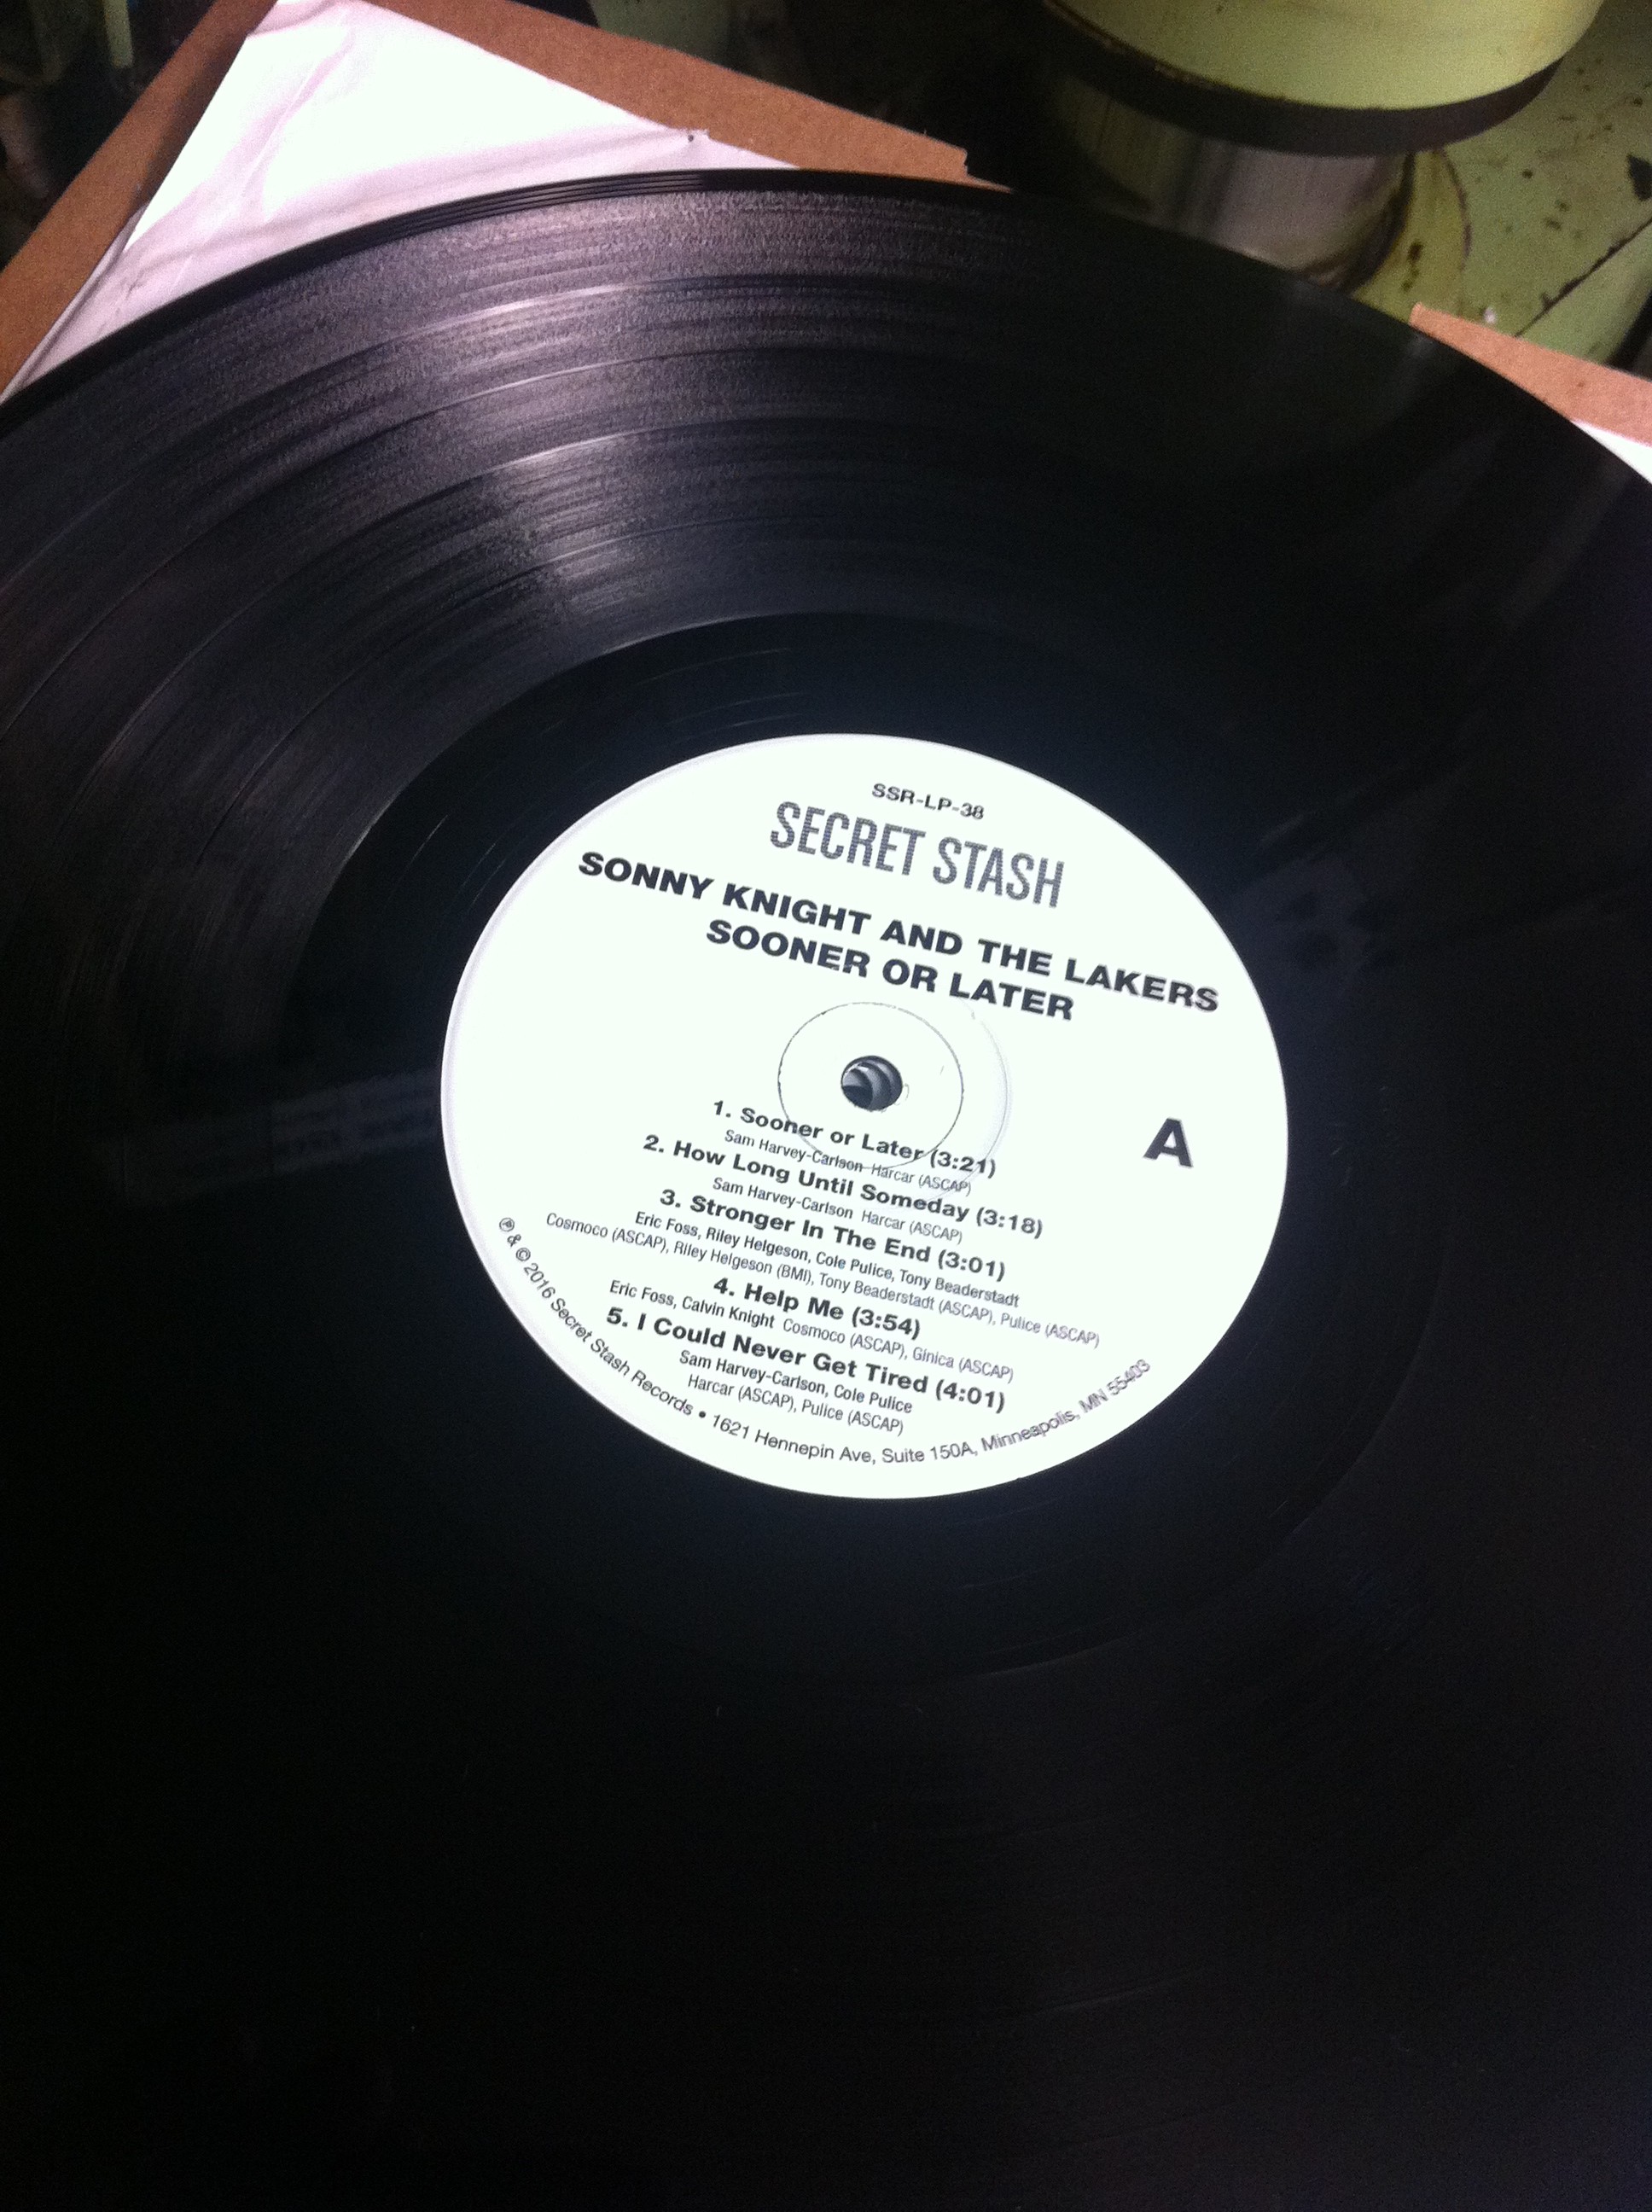 SSR-LP-38
SECRET STASH
SONNY KNIGHT AND THE LAKERS
SOONER OR LATER
A
1. Sooner or Later (3:21)
Sam Harvey-Carlson Harcar (ASCAP)
2. How Long Until Someday (3:18)
Sam Harvey-Carlson Harcar (ASCAP)
3. Stronger In The End (3:01)
Eric Foss, Riley Helgeson, Cole Pulice, Tony Beaderstadt
Cosmoco (ASCAP), Riley Helgeson (BMI), Tony Beaderstadt (ASCAP), Pulice (ASCAP)
4. Help Me (3:54)
Eric Foss, Calvin Knight Cosmoco (ASCAP), Ginica (ASCAP)
5. I Could Never Get Tired (4:01)
Sam Harvey-Carlson, Cole Pulice
Harcar (ASCAP), Pulice (ASCAP)
℗ & © 2016 Secret Stash Records • 1621 Hennepin Ave, Suite 150A, Minneapolis, MN 55403